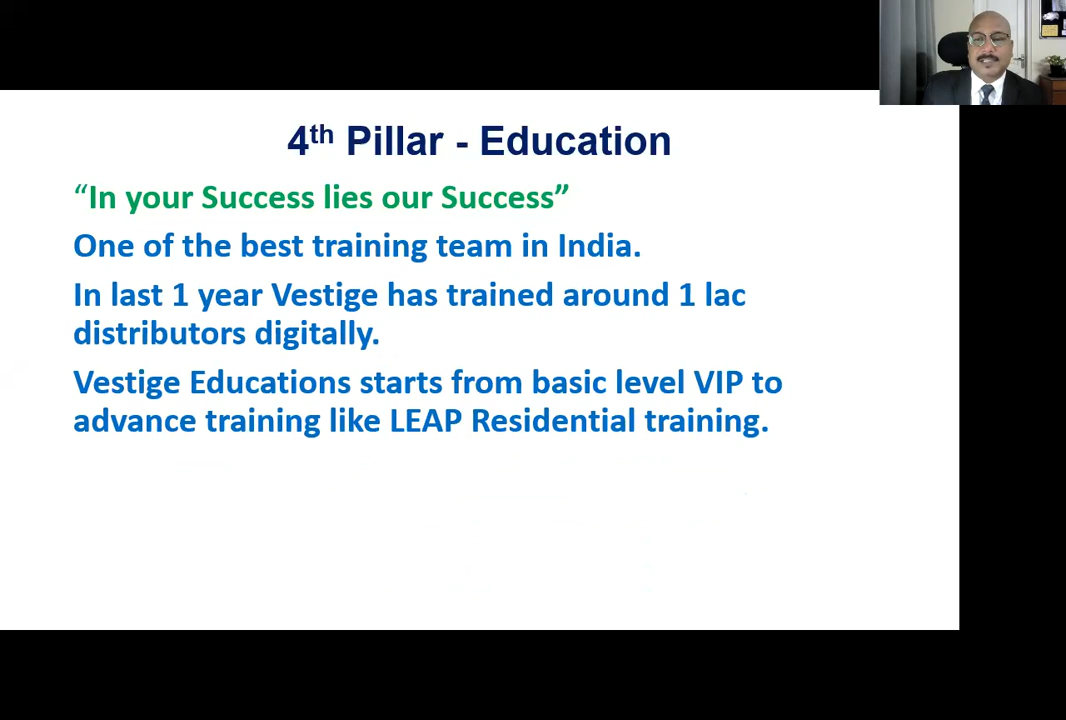 4th Pillar - Education
“In your Success lies our Success”
One of the best training team in India.
In last 1 year Vestige has trained around 1 lac
distributors digitally.
Vestige Educations starts from basic level VIP to
advance training like LEAP Residential training.